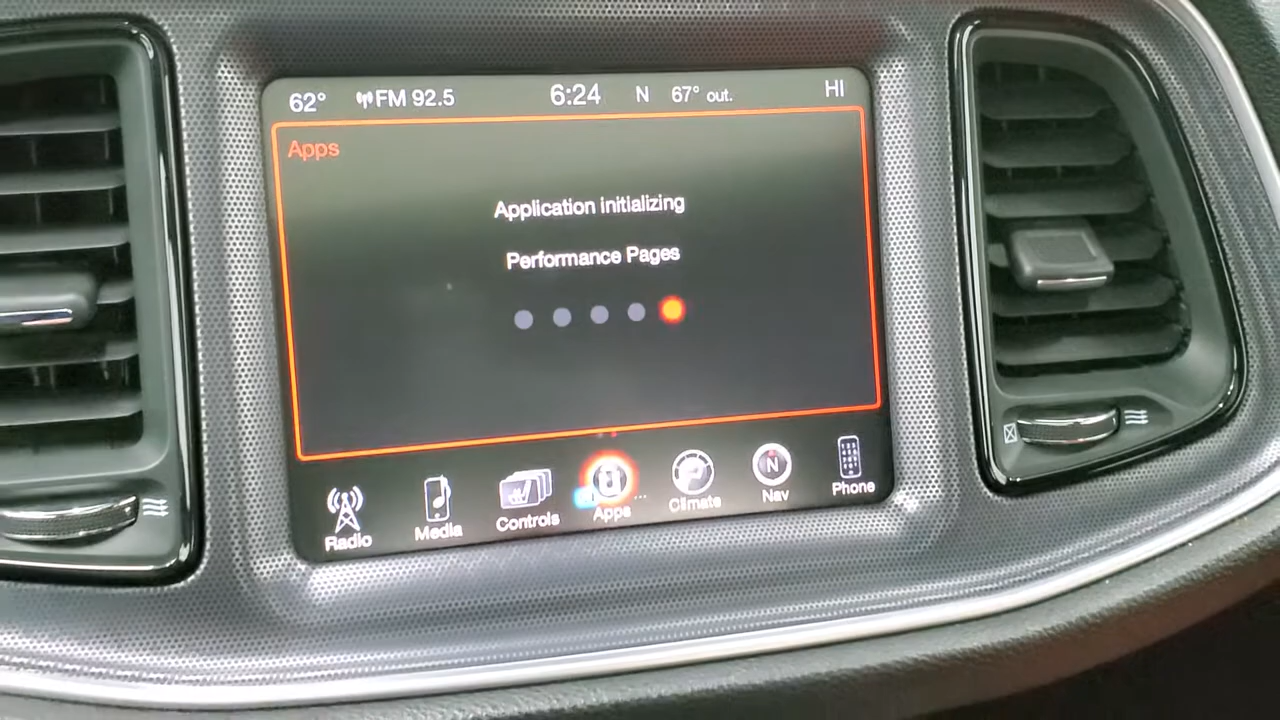 62° FM 92.5 6:24 N 67° out. HI
Apps
Application initializing
Performance Pages
Radio Media Controls Apps Climate Nav Phone